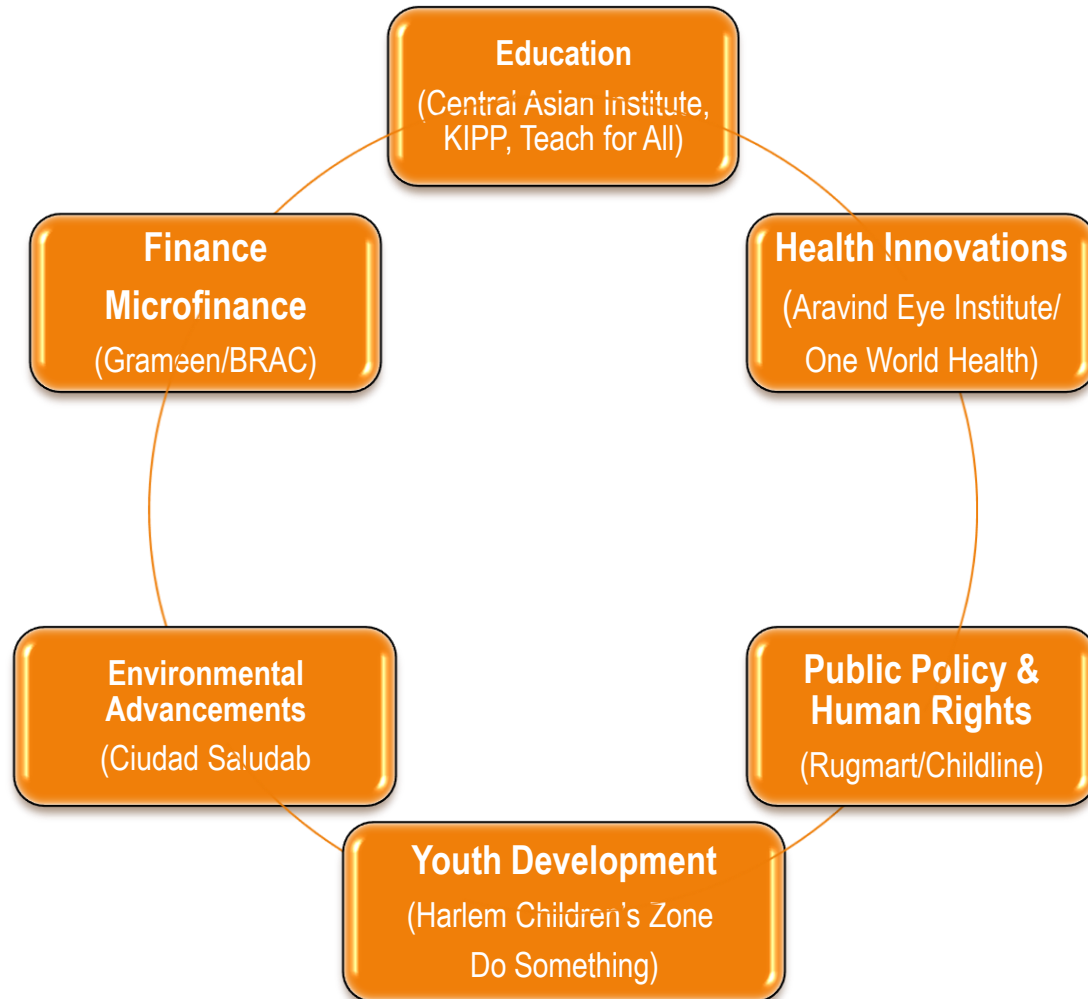 Education
(Central Asian Institute,
KIPP, Teach for All)
Health Innovations
(Aravind Eye Institute/
One World Health)
Public Policy &
Human Rights
(Rugmart/Childline)
Youth Development
(Harlem Children’s Zone
Do Something)
Environmental
Advancements
(Ciudad Saludab
Finance
Microfinance
(Grameen/BRAC)